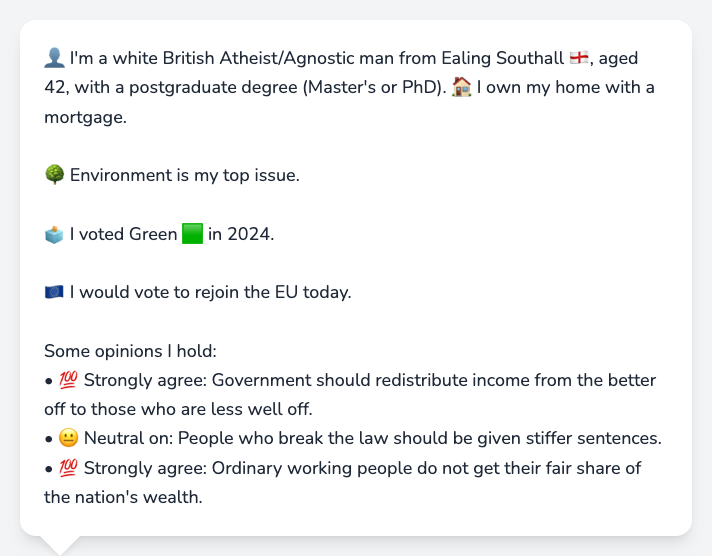 👤 I'm a white British Atheist/Agnostic man from Ealing Southall 🏴󠁧󠁢󠁥󠁮󠁧󠁿, aged
42, with a postgraduate degree (Master's or PhD). 🏠 I own my home with a
mortgage.
🌳 Environment is my top issue.
🗳️ I voted Green 🟩 in 2024.
🇪🇺 I would vote to rejoin the EU today.
Some opinions I hold:
• 💯 Strongly agree: Government should redistribute income from the better
off to those who are less well off.
• 😐 Neutral on: People who break the law should be given stiffer sentences.
• 💯 Strongly agree: Ordinary working people do not get their fair share of
the nation's wealth.